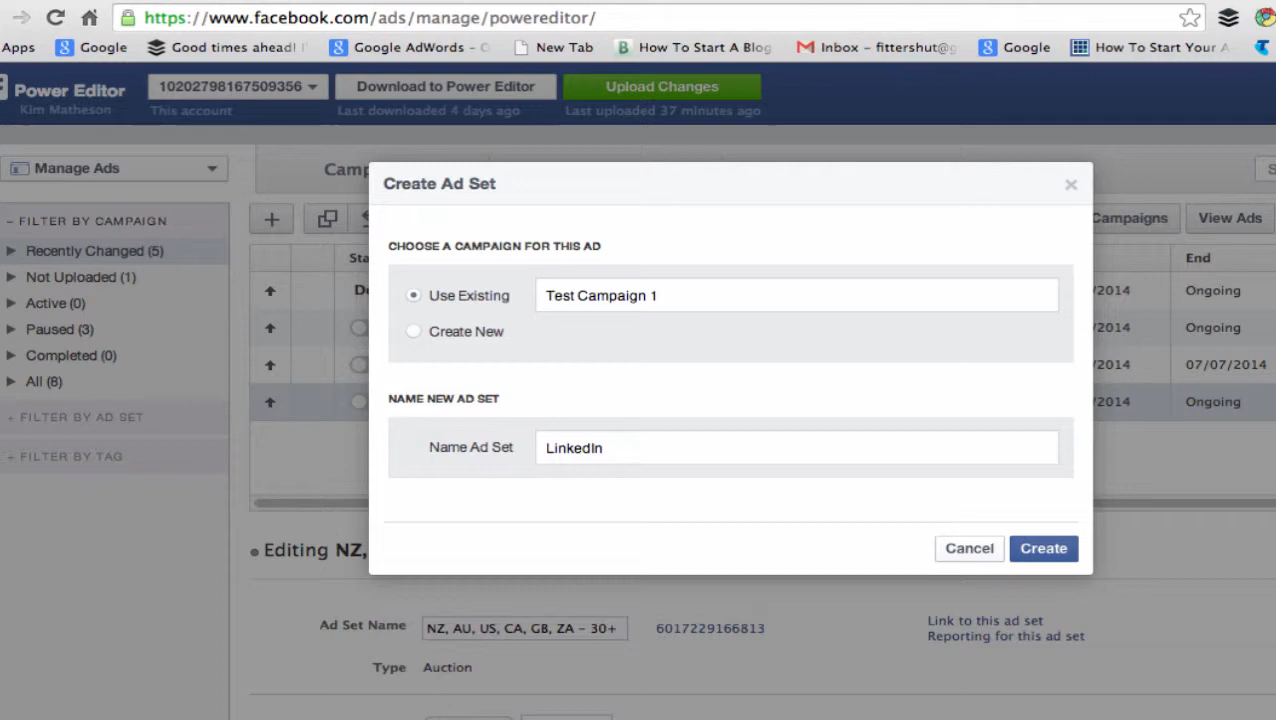 https://www.facebook.com/ads/manage/powereditor/
Apps Google Good times ahead! Google AdWords - New Tab How To Start A Blog Inbox - fittershut@g Google How To Start Your A
Power Editor 10202798167509356 Download to Power Editor Upload Changes
Kim Matheson This account Last downloaded 4 days ago Last uploaded 37 minutes ago
Manage Ads Camp
Create Ad Set ×
– FILTER BY CAMPAIGN + Campaigns View Ads
CHOOSE A CAMPAIGN FOR THIS AD
Recently Changed (5) Sta End
Not Uploaded (1) De Use Existing Test Campaign 1 /2014 Ongoing
Active (0)
Paused (3) Create New /2014 Ongoing
Completed (0) /2014 07/07/2014
All (8) NAME NEW AD SET /2014 Ongoing
+ FILTER BY AD SET
Name Ad Set LinkedIn
+ FILTER BY TAG
Cancel Create
Editing NZ,
Ad Set Name NZ, AU, US, CA, GB, ZA – 30+ 6017229166813 Link to this ad set
Reporting for this ad set
Type Auction